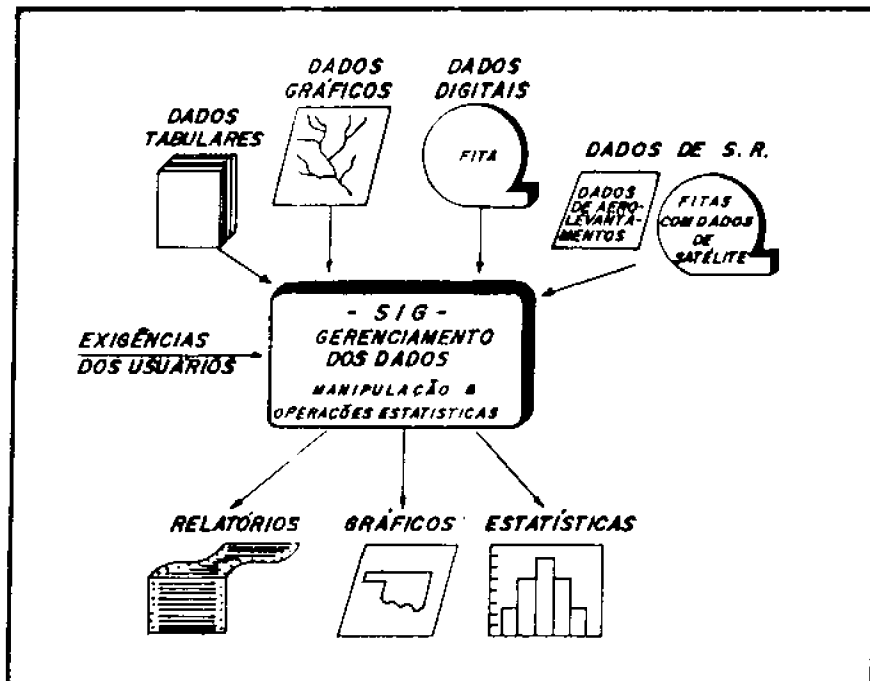 DADOS
TABULARES
DADOS
GRÁFICOS
DADOS
DIGITAIS
FITA
DADOS DE S. R.
DADOS
DE AERO-
LEVANTA-
MENTOS
FITAS
COM DADOS
DE
SATÉLITE
EXIGÊNCIAS
DOS USUÁRIOS
- SIG -
GERENCIAMENTO
DOS DADOS
MANIPULAÇÃO &
OPERAÇÕES ESTATISTICAS
RELATÓRIOS
GRÁFICOS
ESTATÍSTICAS